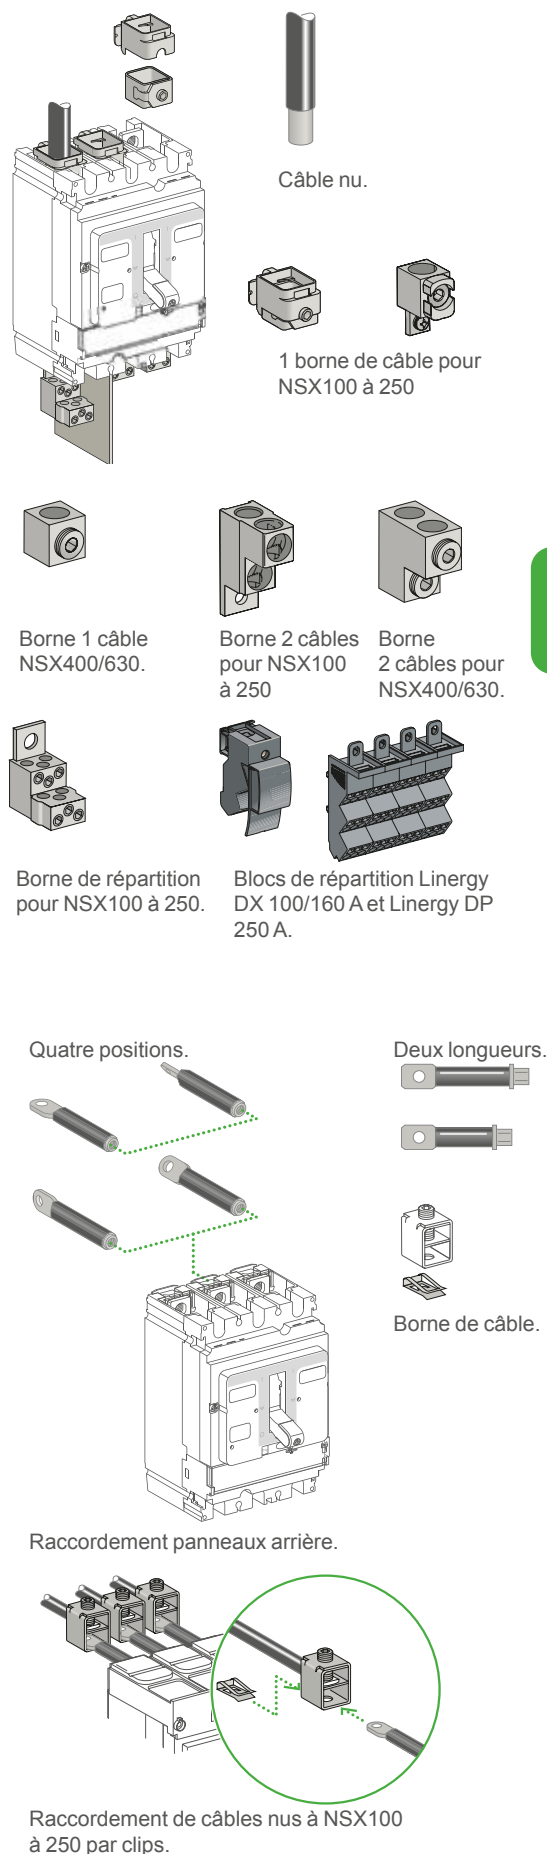 Câble nu.
1 borne de câble pour
NSX100 à 250
Borne 1 câble
NSX400/630.
Borne 2 câbles
pour NSX100
à 250
Borne
2 câbles pour
NSX400/630.
Borne de répartition
pour NSX100 à 250.
Blocs de répartition Linergy
DX 100/160 A et Linergy DP
250 A.
Quatre positions.
Deux longueurs.
Borne de câble.
Raccordement panneaux arrière.
Raccordement de câbles nus à NSX100
à 250 par clips.